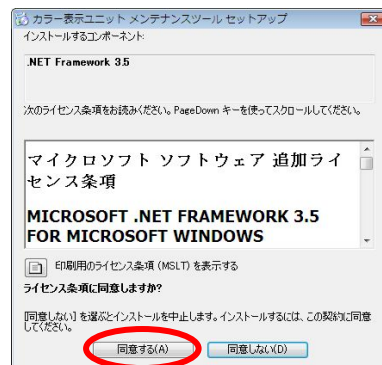 カラー表示ユニット メンテナンスツール セットアップ
インストールするコンポーネント:
.NET Framework 3.5
次のライセンス条項をお読みください。PageDown キーを使ってスクロールしてください。
マイクロソフト ソフトウェア 追加ライ
センス条項
MICROSOFT .NET FRAMEWORK 3.5
FOR MICROSOFT WINDOWS
印刷用のライセンス条項 (MSLT) を表示する
ライセンス条項に同意しますか?
[同意しない] を選ぶとインストールを中止します。インストールするには、この契約に同意
してください。
同意する(A)
同意しない(D)